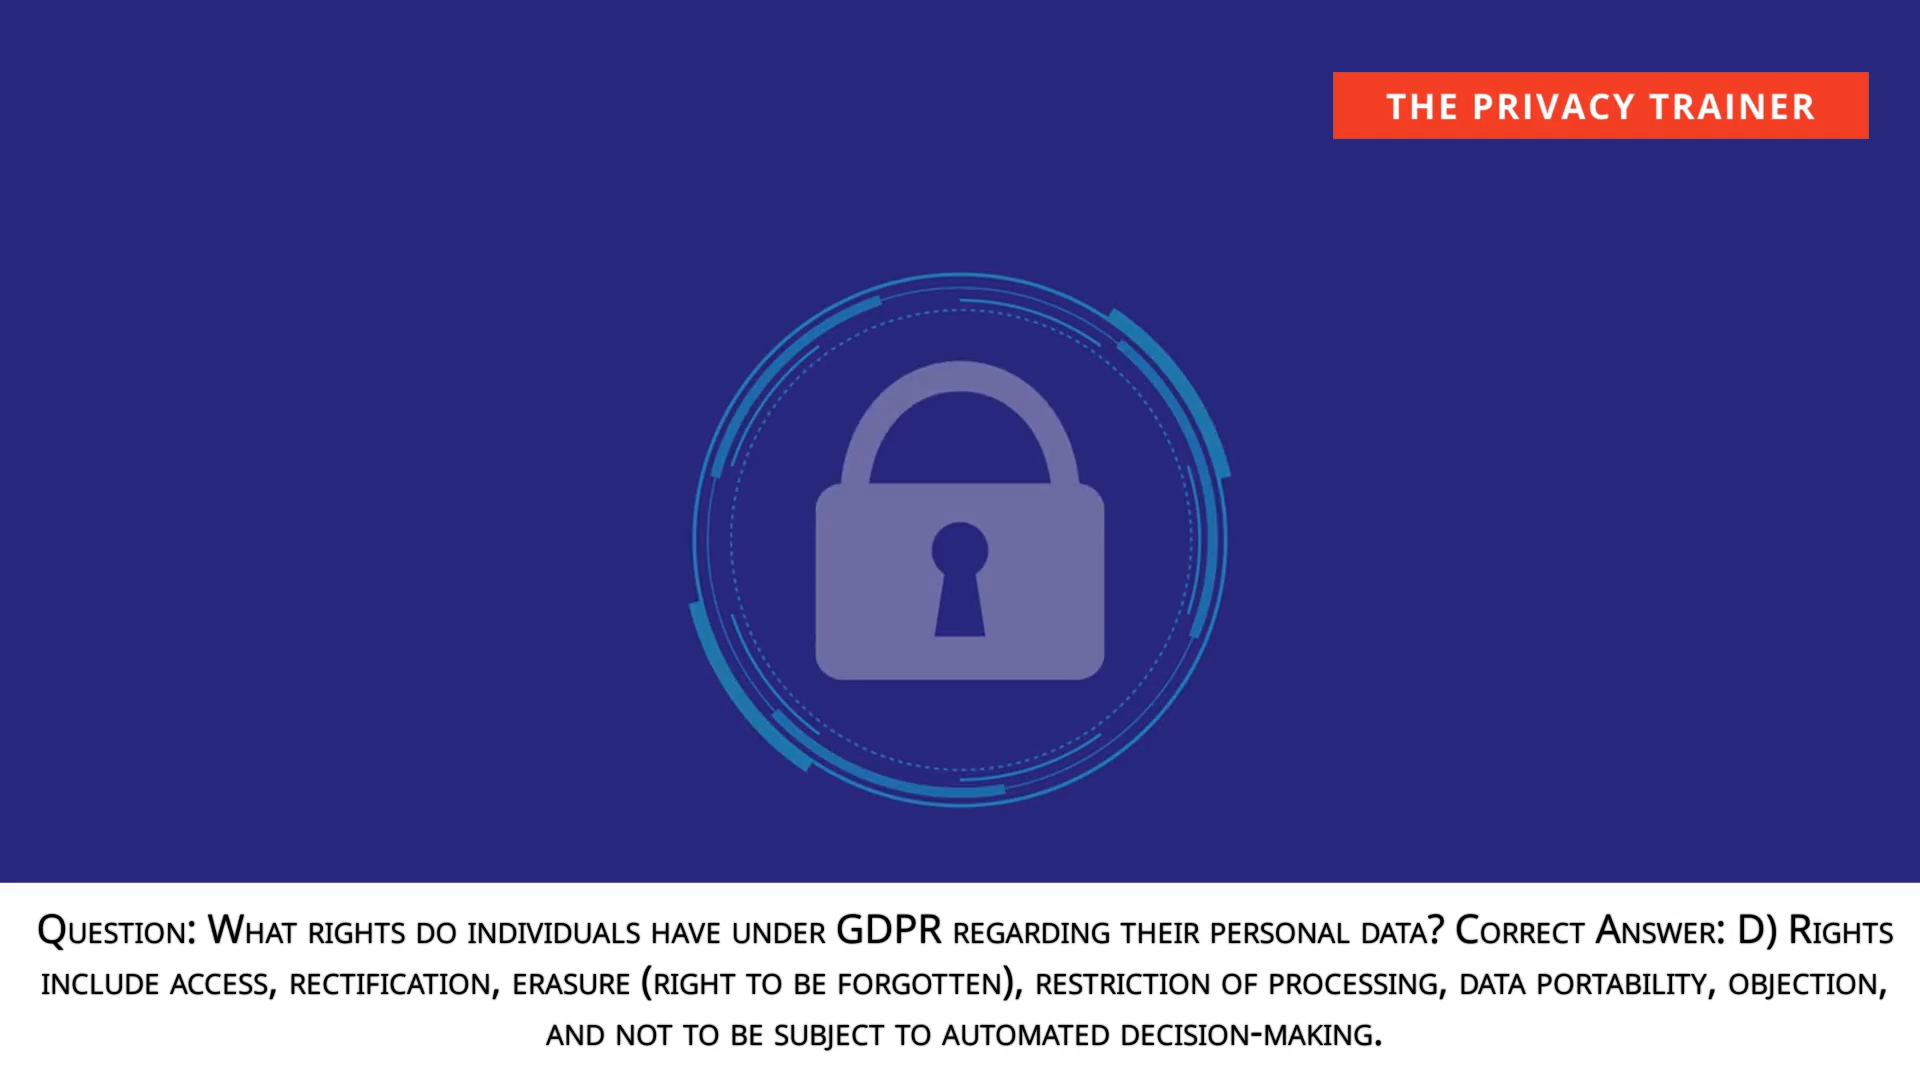 THE PRIVACY TRAINER
Question: What rights do individuals have under GDPR regarding their personal data? Correct Answer: D) Rights
include access, rectification, erasure (right to be forgotten), restriction of processing, data portability, objection,
and not to be subject to automated decision-making.